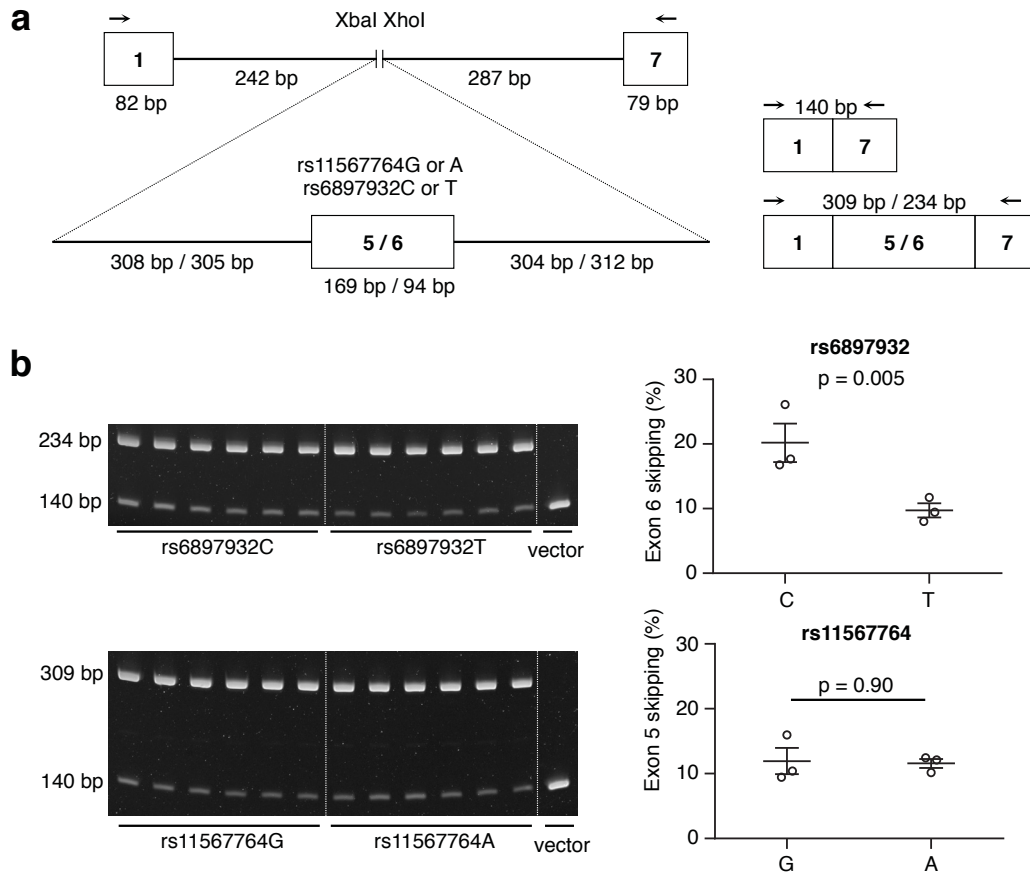 a
XbaI XhoI
1
7
242 bp
287 bp
82 bp
79 bp
140 bp
1 7
rs11567764G or A
rs6897932C or T
309 bp / 234 bp
5 / 6
1 5 / 6 7
308 bp / 305 bp
304 bp / 312 bp
169 bp / 94 bp
b
234 bp
140 bp
rs6897932C
rs6897932T
vector
rs6897932
p = 0.005
Exon 6 skipping (%)
30
20
10
0
C
T
309 bp
140 bp
rs11567764G
rs11567764A
vector
rs11567764
p = 0.90
Exon 5 skipping (%)
30
20
10
0
G
A